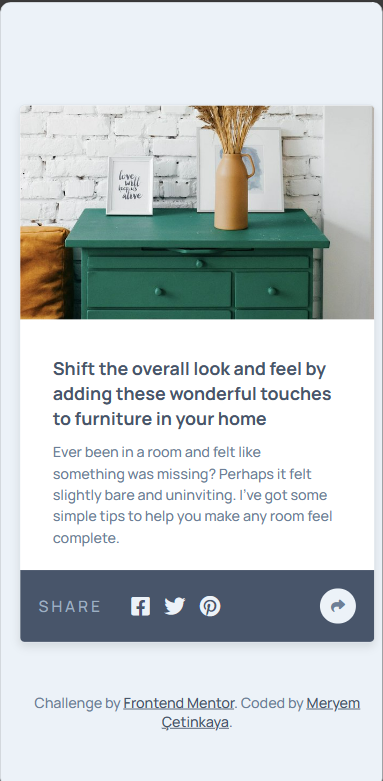 love
will
keep us
alive
Shift the overall look and feel by
adding these wonderful touches
to furniture in your home
Ever been in a room and felt like
something was missing? Perhaps it felt
slightly bare and uninviting. I've got some
simple tips to help you make any room feel
complete.
SHARE
Challenge by Frontend Mentor. Coded by Meryem
Çetinkaya.